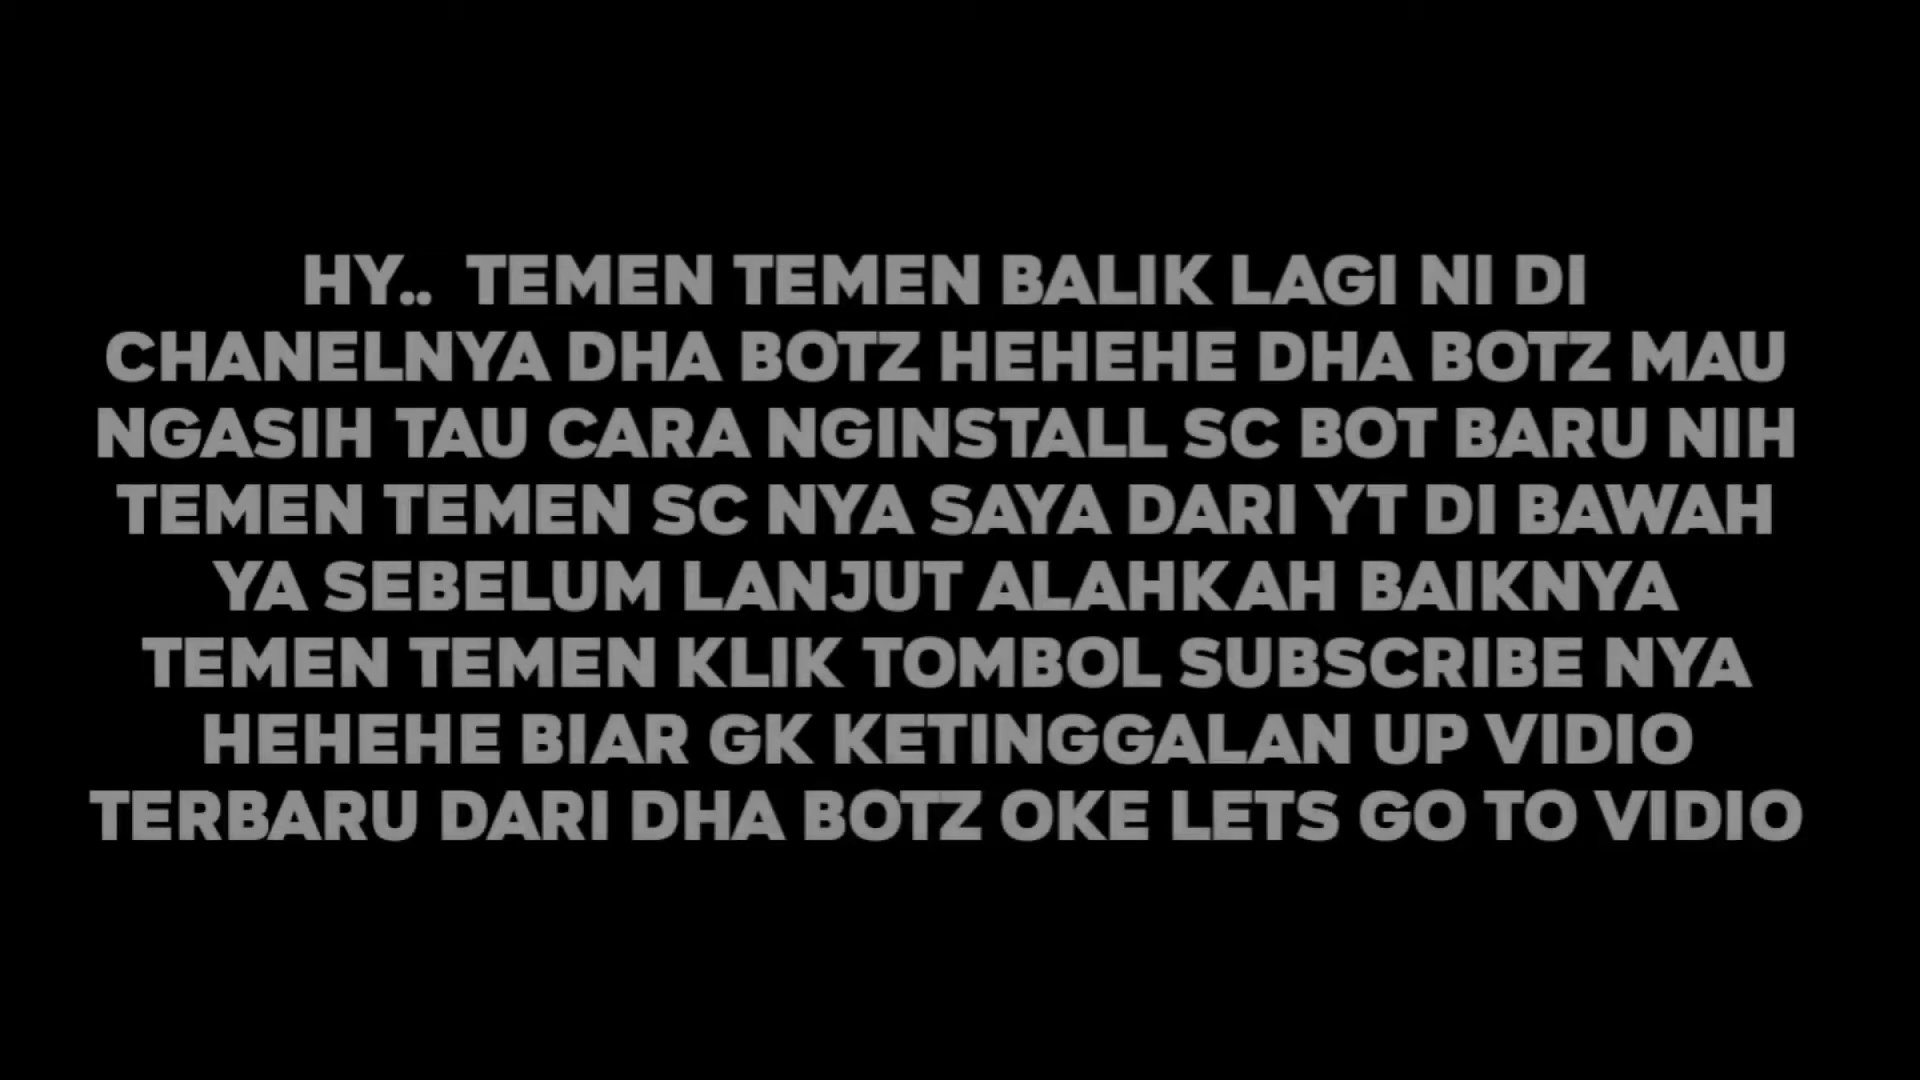 HY.. TEMEN TEMEN BALIK LAGI NI DI
CHANELNYA DHA BOTZ HEHEHE DHA BOTZ MAU
NGASIH TAU CARA NGINSTALL SC BOT BARU NIH
TEMEN TEMEN SC NYA SAYA DARI YT DI BAWAH
YA SEBELUM LANJUT ALAHKAH BAIKNYA
TEMEN TEMEN KLIK TOMBOL SUBSCRIBE NYA
HEHEHE BIAR GK KETINGGALAN UP VIDIO
TERBARU DARI DHA BOTZ OKE LETS GO TO VIDIO